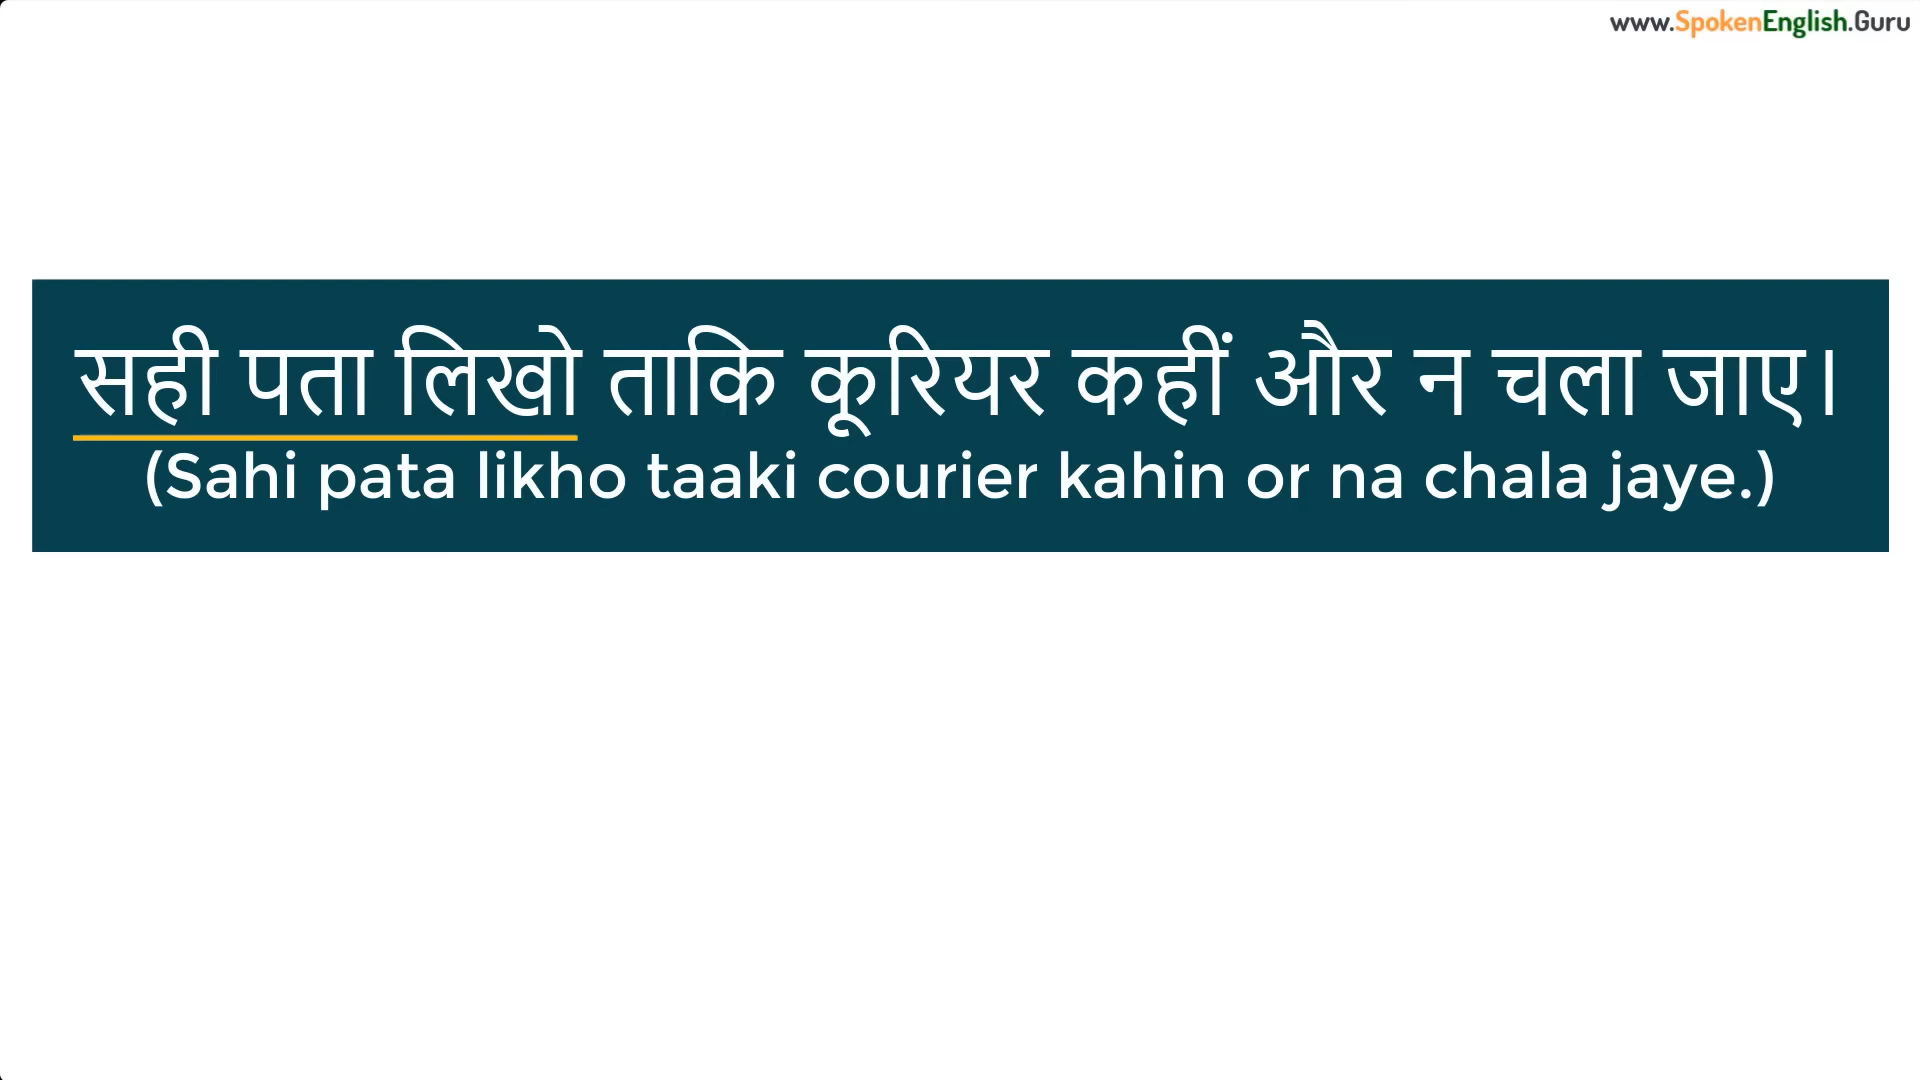 www.SpokenEnglish.Guru
सही पता लिखो ताकि कूरियर कहीं और न चला जाए।
(Sahi pata likho taaki courier kahin or na chala jaye.)